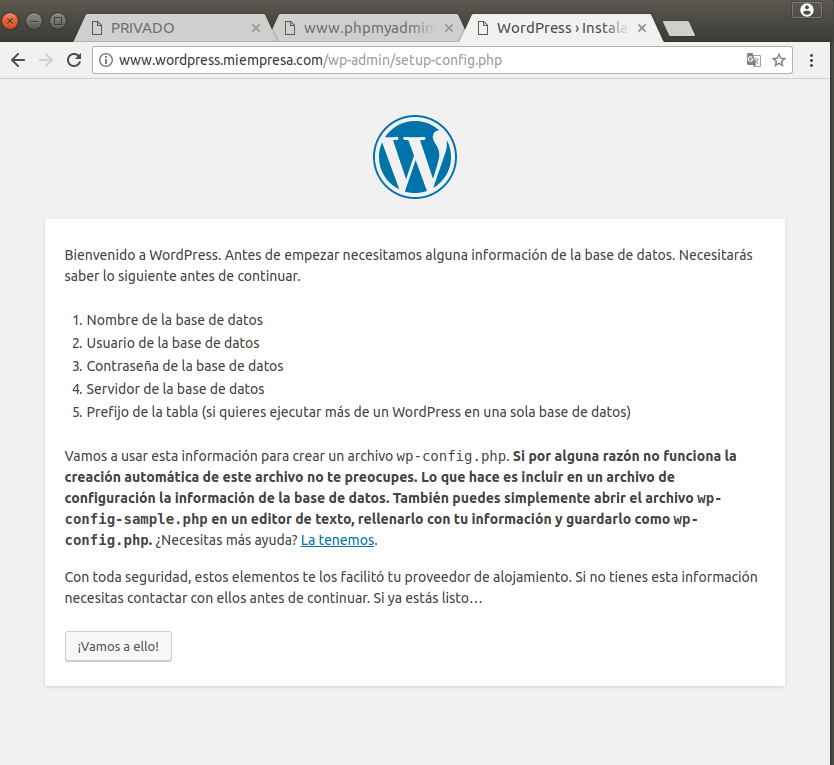 PRIVADO
www.phpmyadmin
WordPress › Instala
www.wordpress.miempresa.com/wp-admin/setup-config.php
W
Bienvenido a WordPress. Antes de empezar necesitamos alguna información de la base de datos. Necesitarás
saber lo siguiente antes de continuar.
1. Nombre de la base de datos
2. Usuario de la base de datos
3. Contraseña de la base de datos
4. Servidor de la base de datos
5. Prefijo de la tabla (si quieres ejecutar más de un WordPress en una sola base de datos)
Vamos a usar esta información para crear un archivo wp-config.php. Si por alguna razón no funciona la
creación automática de este archivo no te preocupes. Lo que hace es incluir en un archivo de
configuración la información de la base de datos. También puedes simplemente abrir el archivo wp-
config-sample.php en un editor de texto, rellenarlo con tu información y guardarlo como wp-
config.php. ¿Necesitas más ayuda? La tenemos.
Con toda seguridad, estos elementos te los facilitó tu proveedor de alojamiento. Si no tienes esta información
necesitas contactar con ellos antes de continuar. Si ya estás listo…
¡Vamos a ello!